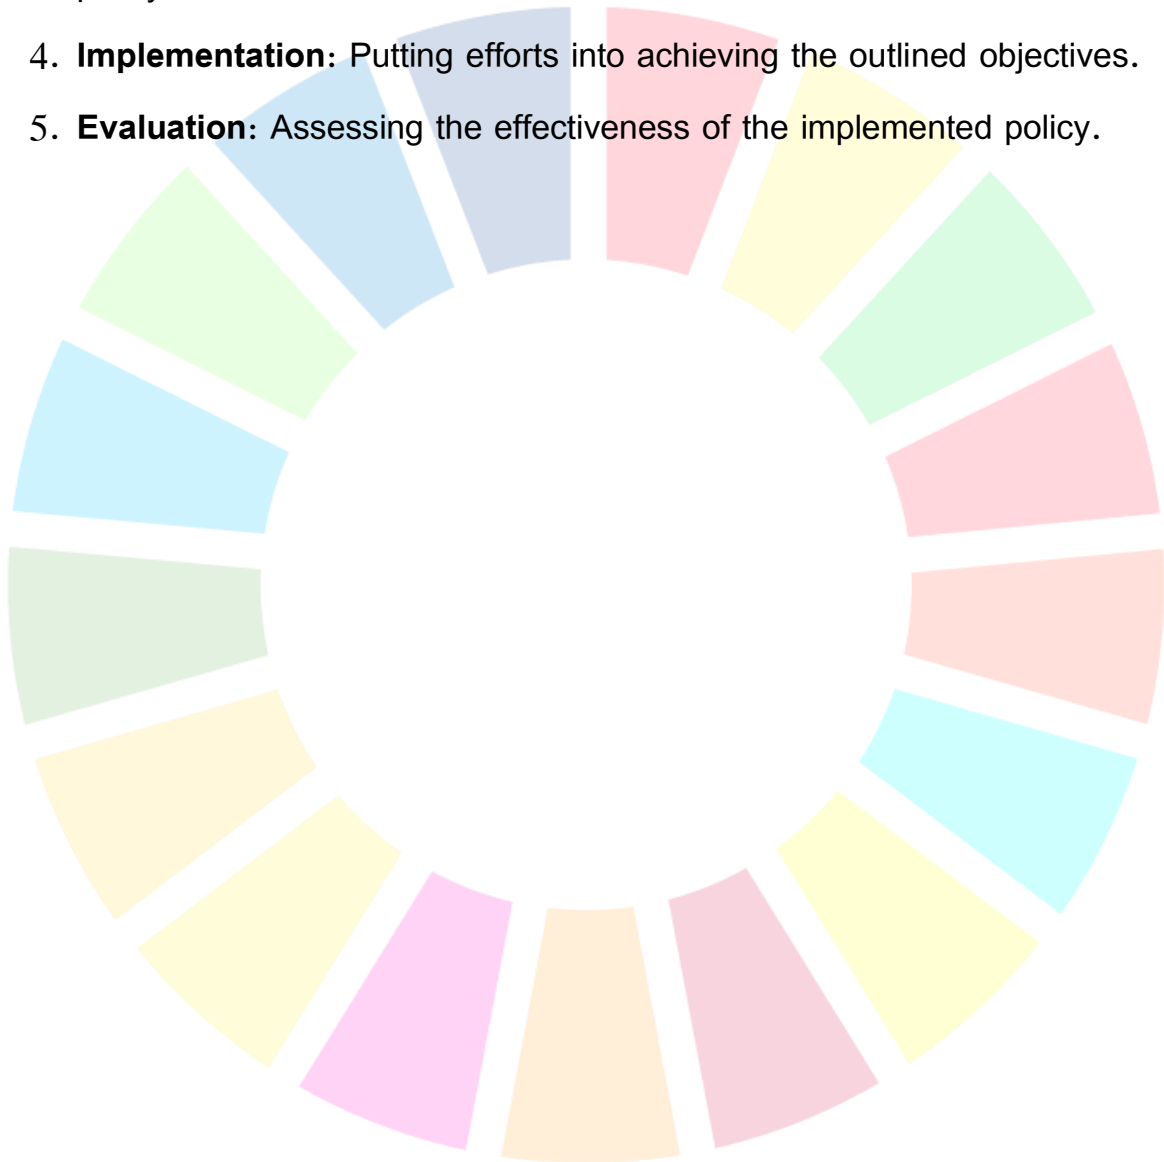 4. Implementation: Putting efforts into achieving the outlined objectives.
5. Evaluation: Assessing the effectiveness of the implemented policy.